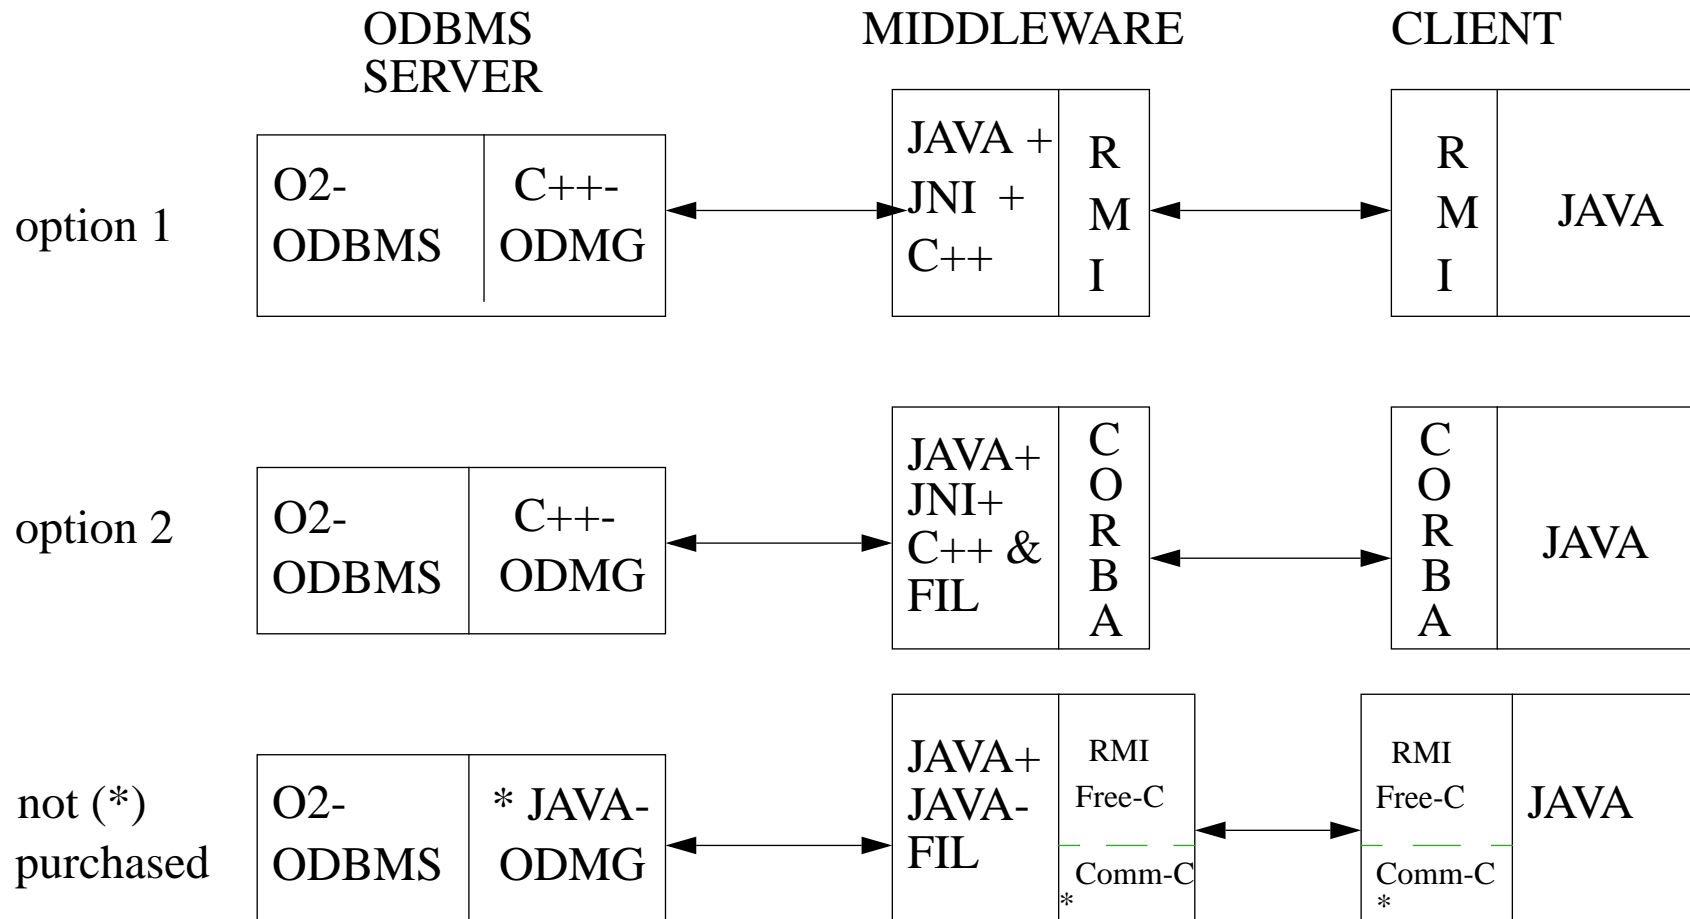 ODBMS
SERVER
MIDDLEWARE
CLIENT
option 1
O2-
ODBMS
C++-
ODMG
JAVA +
JNI +
C++
R
M
I
R
M
I
JAVA
option 2
O2-
ODBMS
C++-
ODMG
JAVA+
JNI+
C++ &
FIL
C
O
R
B
A
C
O
R
B
A
JAVA
not (*)
purchased
O2-
ODBMS
* JAVA-
ODMG
JAVA+
JAVA-
FIL
RMI
Free-C
Comm-C
*
RMI
Free-C
Comm-C
*
JAVA